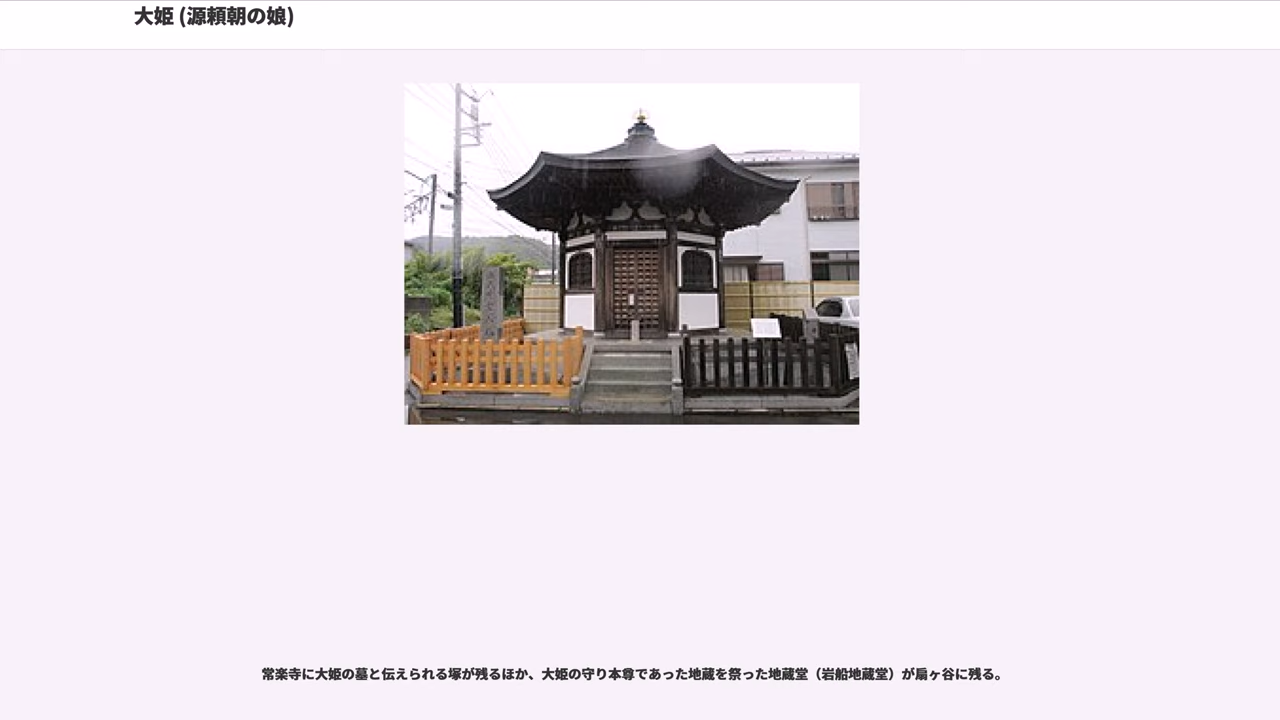 大姫 (源頼朝の娘)
常楽寺に大姫の墓と伝えられる塚が残るほか、大姫の守り本尊であった地蔵を祭った地蔵堂（岩船地蔵堂）が扇ヶ谷に残る。